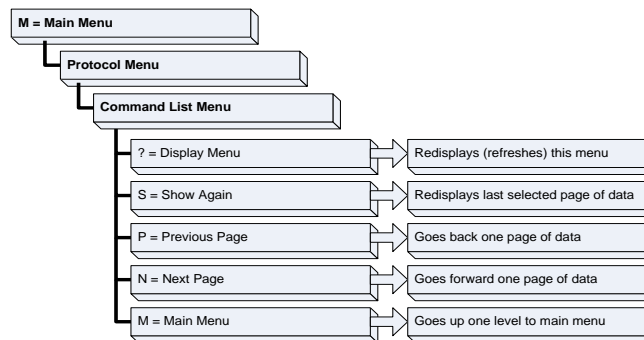 M = Main Menu
Protocol Menu
Command List Menu
? = Display Menu
Redisplays (refreshes) this menu
S = Show Again
Redisplays last selected page of data
P = Previous Page
Goes back one page of data
N = Next Page
Goes forward one page of data
M = Main Menu
Goes up one level to main menu